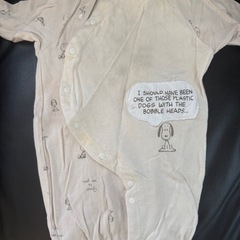 I SHOULD HAVE BEEN
ONE OF THOSE PLASTIC
DOGS WITH THE
BOBBLE HEADS...